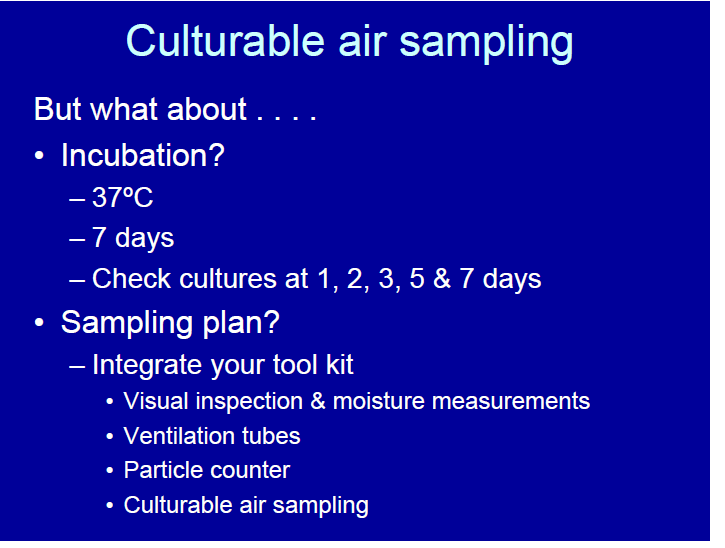 Culturable air sampling
But what about . . . .
• Incubation?
– 37ºC
– 7 days
– Check cultures at 1, 2, 3, 5 & 7 days
• Sampling plan?
– Integrate your tool kit
• Visual inspection & moisture measurements
• Ventilation tubes
• Particle counter
• Culturable air sampling